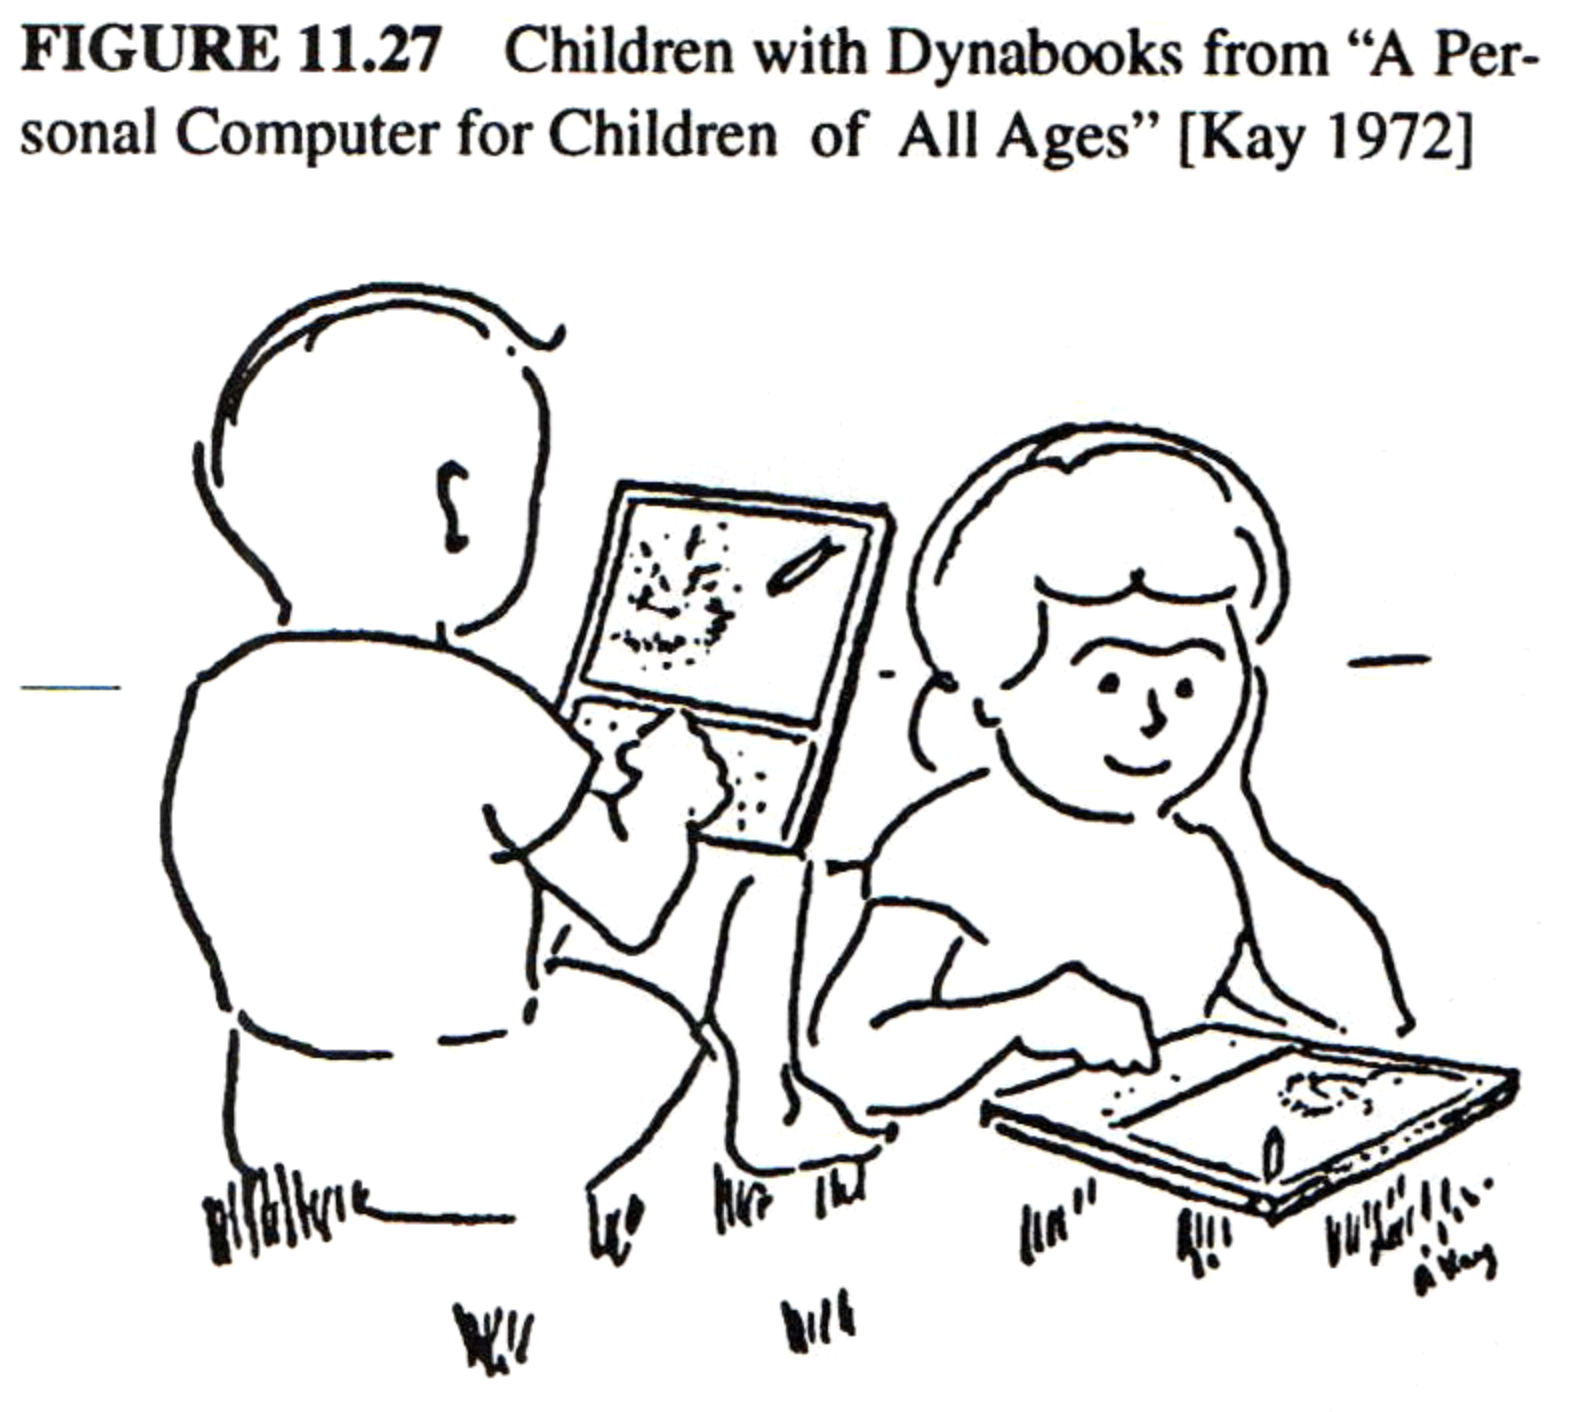 FIGURE 11.27 Children with Dynabooks from “A Per-
sonal Computer for Children of All Ages” [Kay 1972]